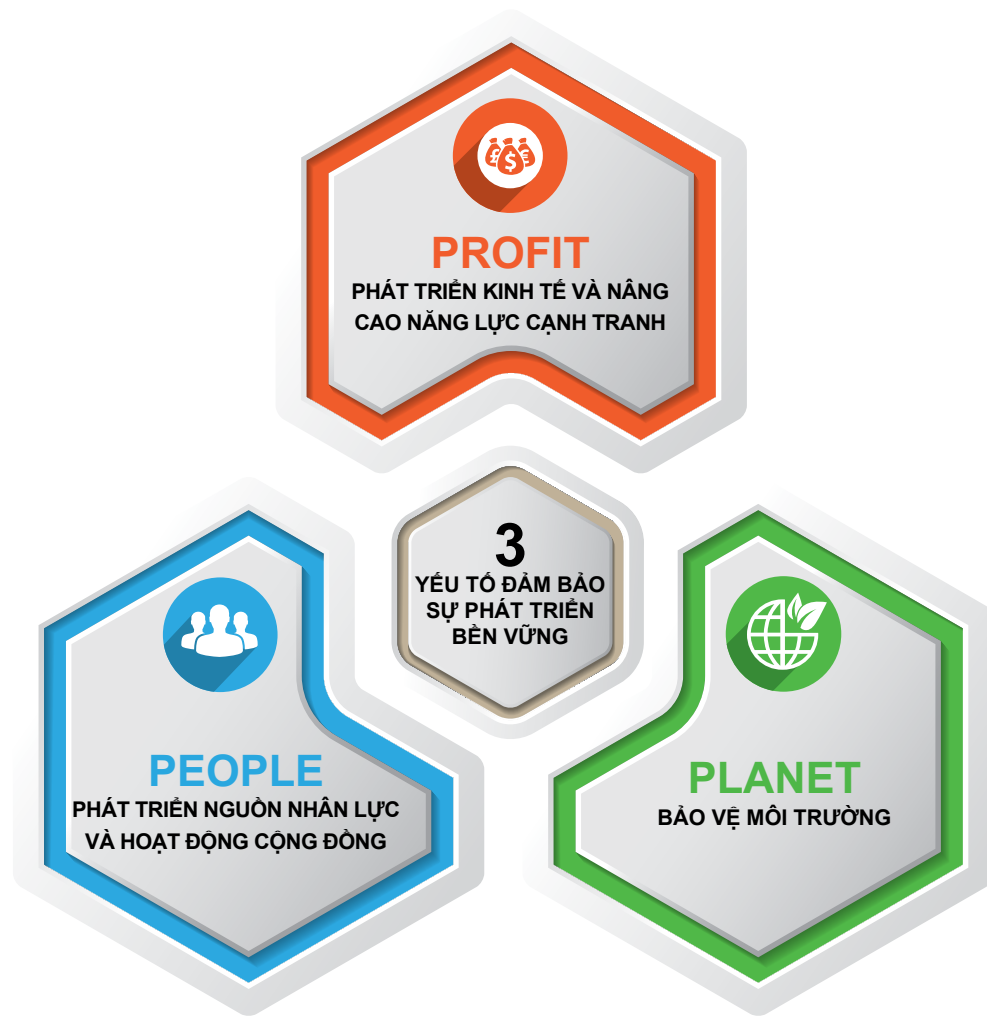 PROFIT
PHÁT TRIỂN KINH TẾ VÀ NÂNG
CAO NĂNG LỰC CẠNH TRANH
3
YẾU TỐ ĐẢM BẢO
SỰ PHÁT TRIỂN
BỀN VỮNG
PEOPLE
PHÁT TRIỂN NGUỒN NHÂN LỰC
VÀ HOẠT ĐỘNG CỘNG ĐỒNG
PLANET
BẢO VỆ MÔI TRƯỜNG